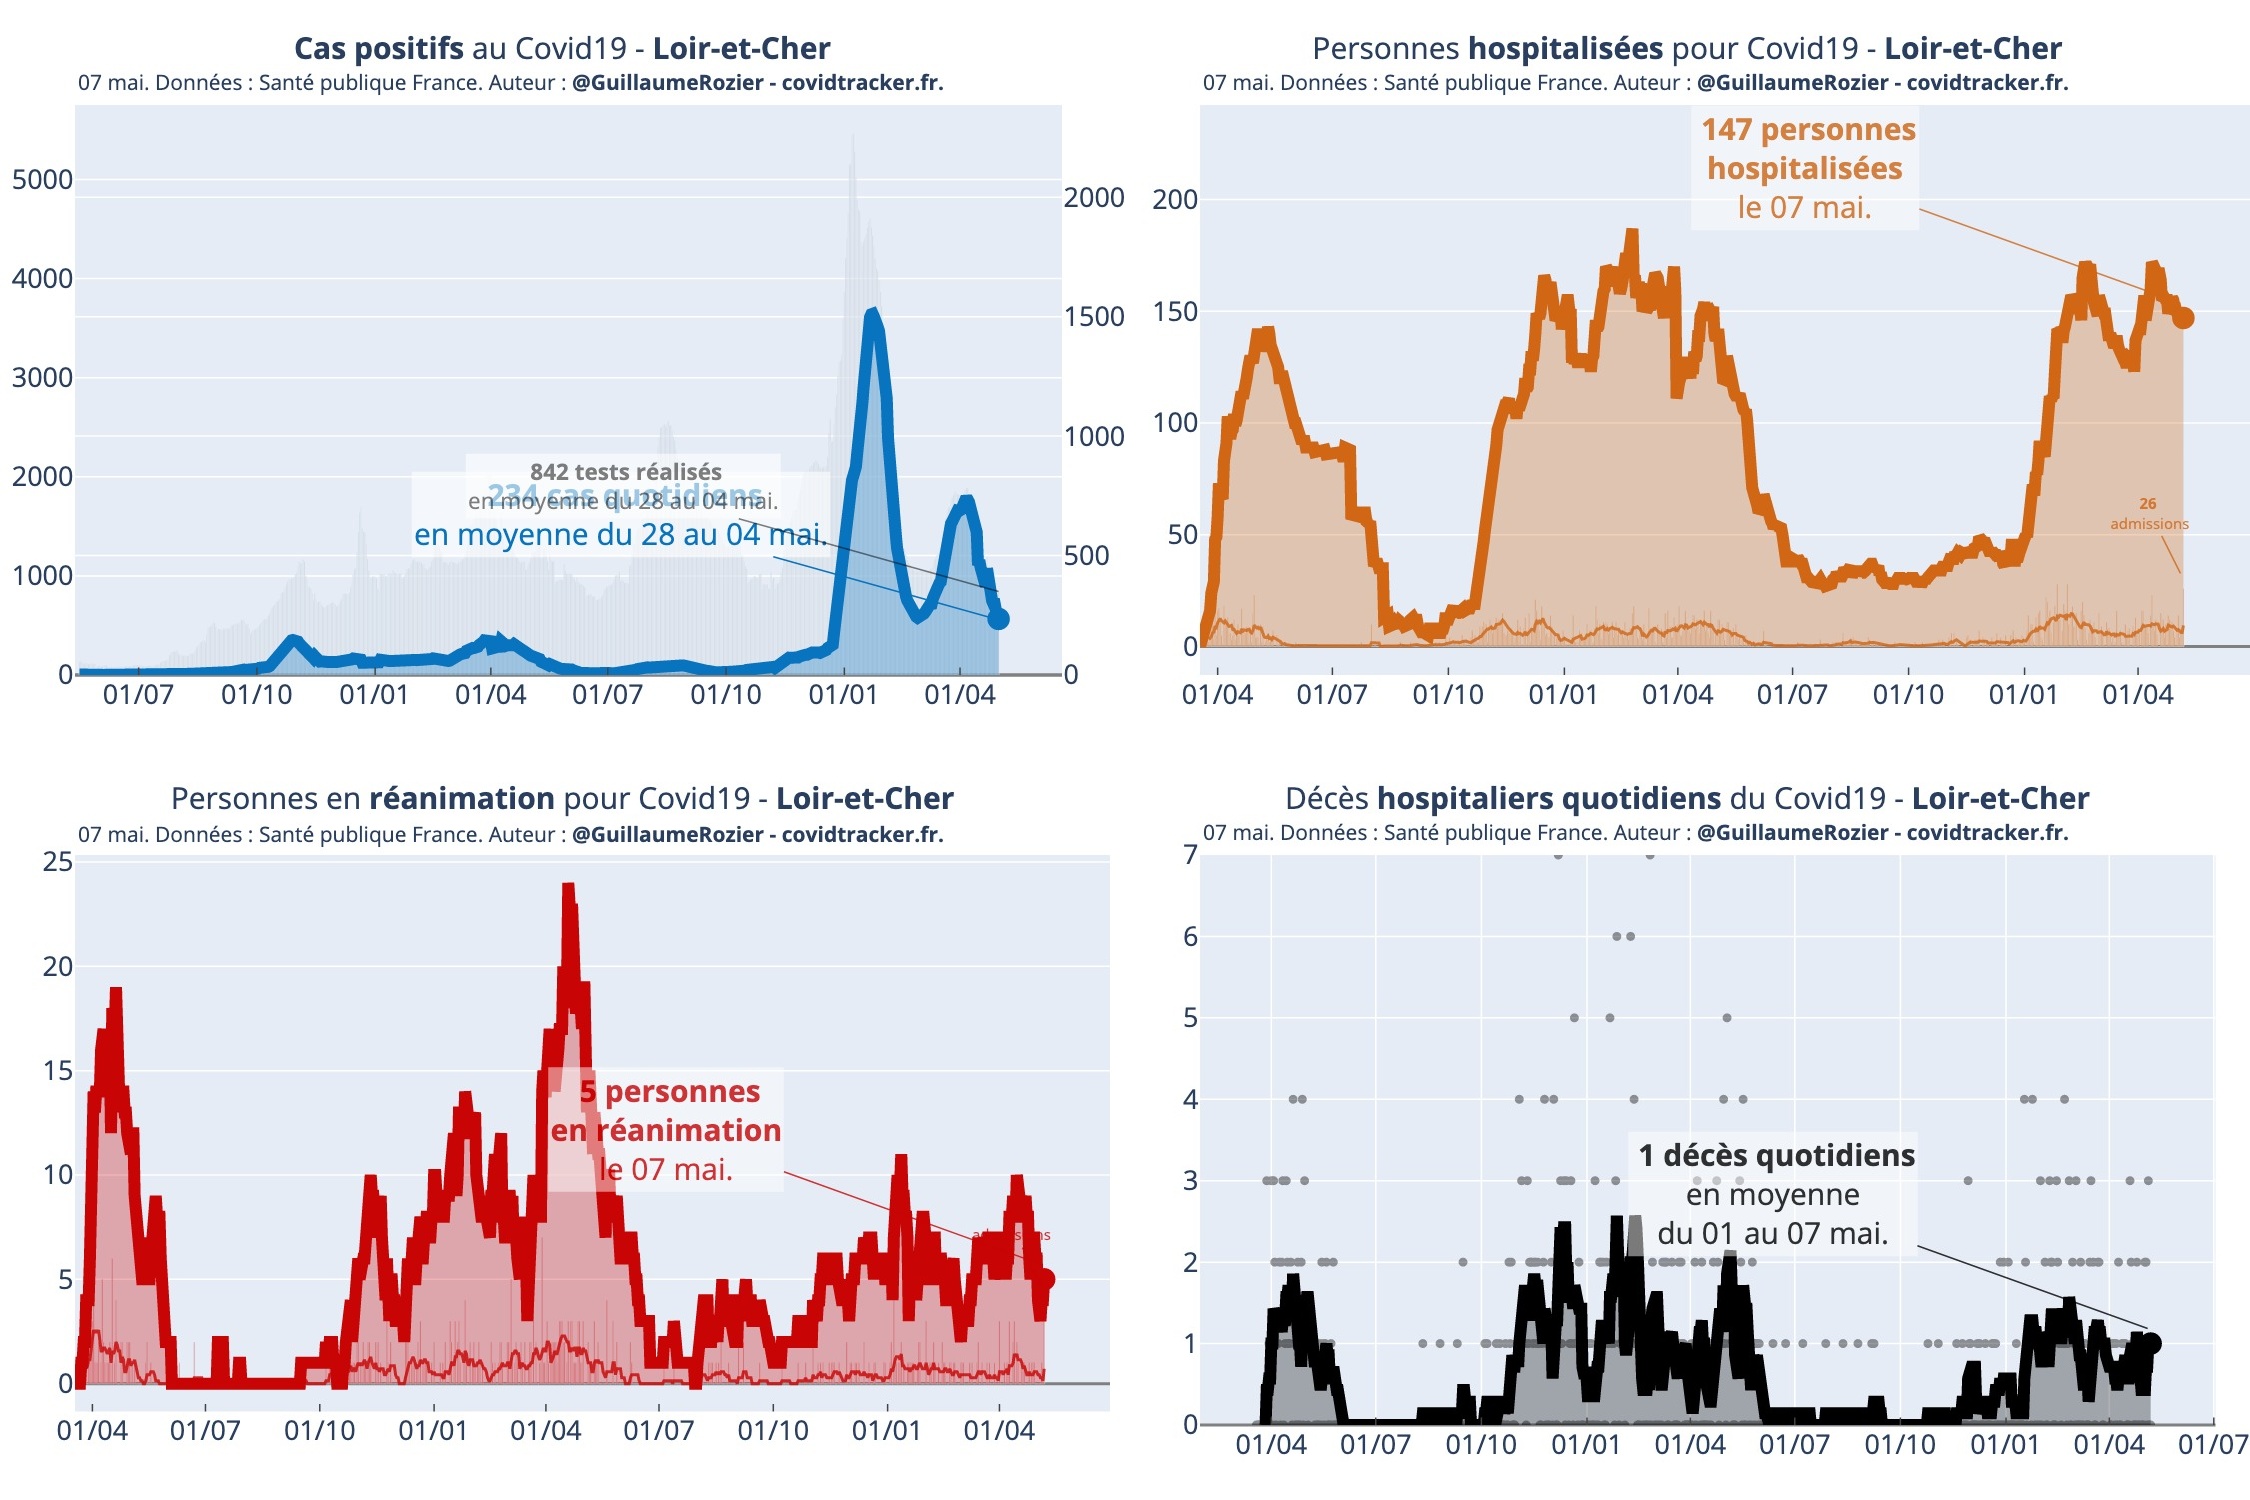 Cas positifs au Covid19 - Loir-et-Cher
07 mai. Données : Santé publique France. Auteur : @GuillaumeRozier - covidtracker.fr.
5000
4000
3000
2000
1000
0
2000
1500
1000
500
0
842 tests réalisés
en moyenne du 28 au 04 mai.
234 cas quotidiens
en moyenne du 28 au 04 mai.
01/07 01/10 01/01 01/04 01/07 01/10 01/01 01/04
Personnes hospitalisées pour Covid19 - Loir-et-Cher
07 mai. Données : Santé publique France. Auteur : @GuillaumeRozier - covidtracker.fr.
147 personnes
hospitalisées
le 07 mai.
200
150
100
50
0
26
admissions
01/04 01/07 01/10 01/01 01/04 01/07 01/10 01/01 01/04
Personnes en réanimation pour Covid19 - Loir-et-Cher
07 mai. Données : Santé publique France. Auteur : @GuillaumeRozier - covidtracker.fr.
25
20
15
10
5
0
5 personnes
en réanimation
le 07 mai.
01/04 01/07 01/10 01/01 01/04 01/07 01/10 01/01 01/04
Décès hospitaliers quotidiens du Covid19 - Loir-et-Cher
07 mai. Données : Santé publique France. Auteur : @GuillaumeRozier - covidtracker.fr.
7
6
5
4
3
2
1
0
1 décès quotidiens
en moyenne
du 01 au 07 mai.
01/04 01/07 01/10 01/01 01/04 01/07 01/10 01/01 01/04 01/07